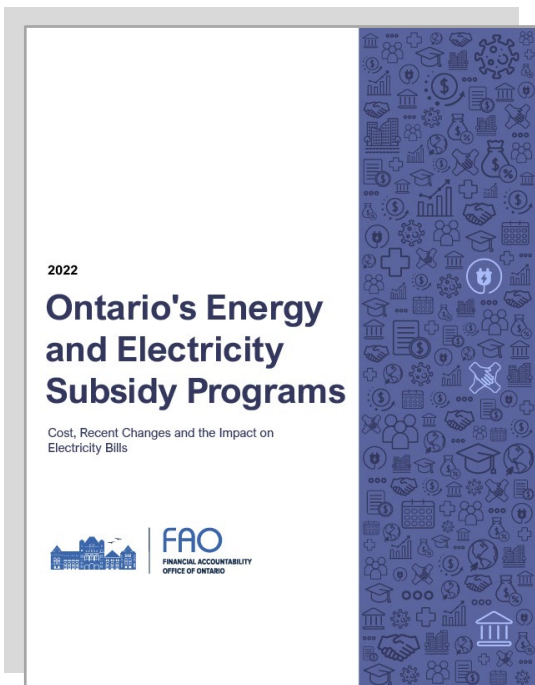 2022
Ontario's Energy
and Electricity
Subsidy Programs
Cost, Recent Changes and the Impact on
Electricity Bills
FAO
FINANCIAL ACCOUNTABILITY
OFFICE OF ONTARIO